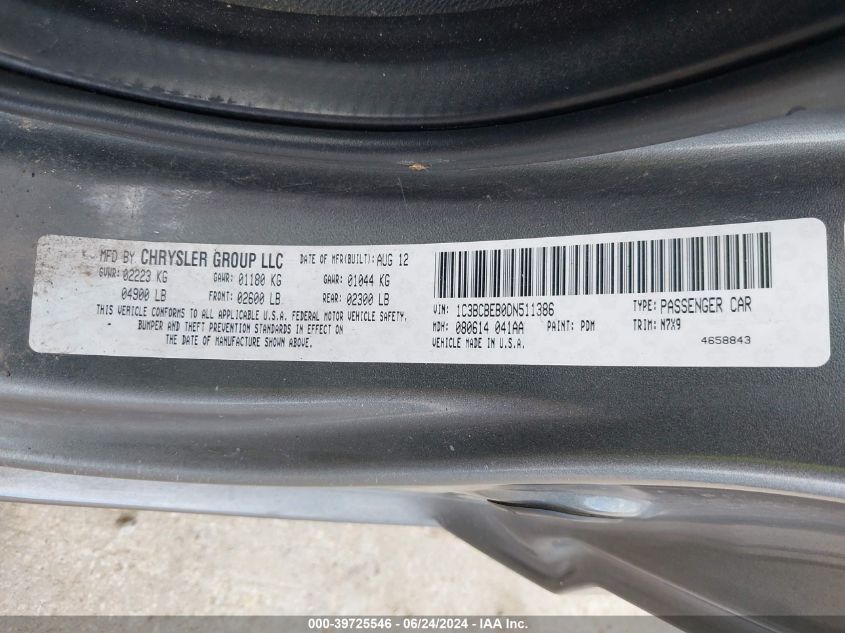 MFD BY CHRYSLER GROUP LLC DATE OF MFR(BUILT): AUG 12
GVWR: 02223 KG GAWR: 01180 KG GAWR: 01044 KG
04900 LB FRONT: 02600 LB REAR: 02300 LB
THIS VEHICLE CONFORMS TO ALL APPLICABLE U.S.A. FEDERAL MOTOR VEHICLE SAFETY,
BUMPER AND THEFT PREVENTION STANDARDS IN EFFECT ON
THE DATE OF MANUFACTURE SHOWN ABOVE.
VIN: 1C3BCBEB0DN511386 TYPE: PASSENGER CAR
MDH: 080614 041AA PAINT: PDM TRIM: N7X9
VEHICLE MADE IN U.S.A. 4658843
000-39725546 | 06/24/2024 | IAA Inc.